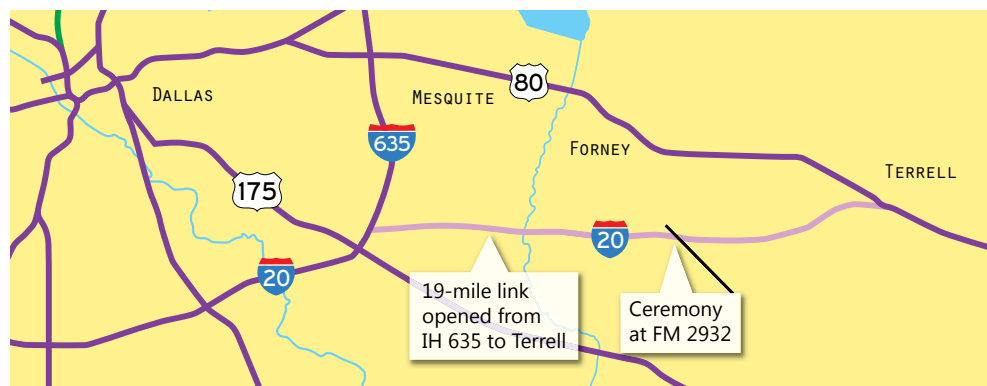 DALLAS
MESQUITE
80
635
FORNEY
TERRELL
175
20
20
19-mile link
opened from
IH 635 to Terrell
Ceremony
at FM 2932